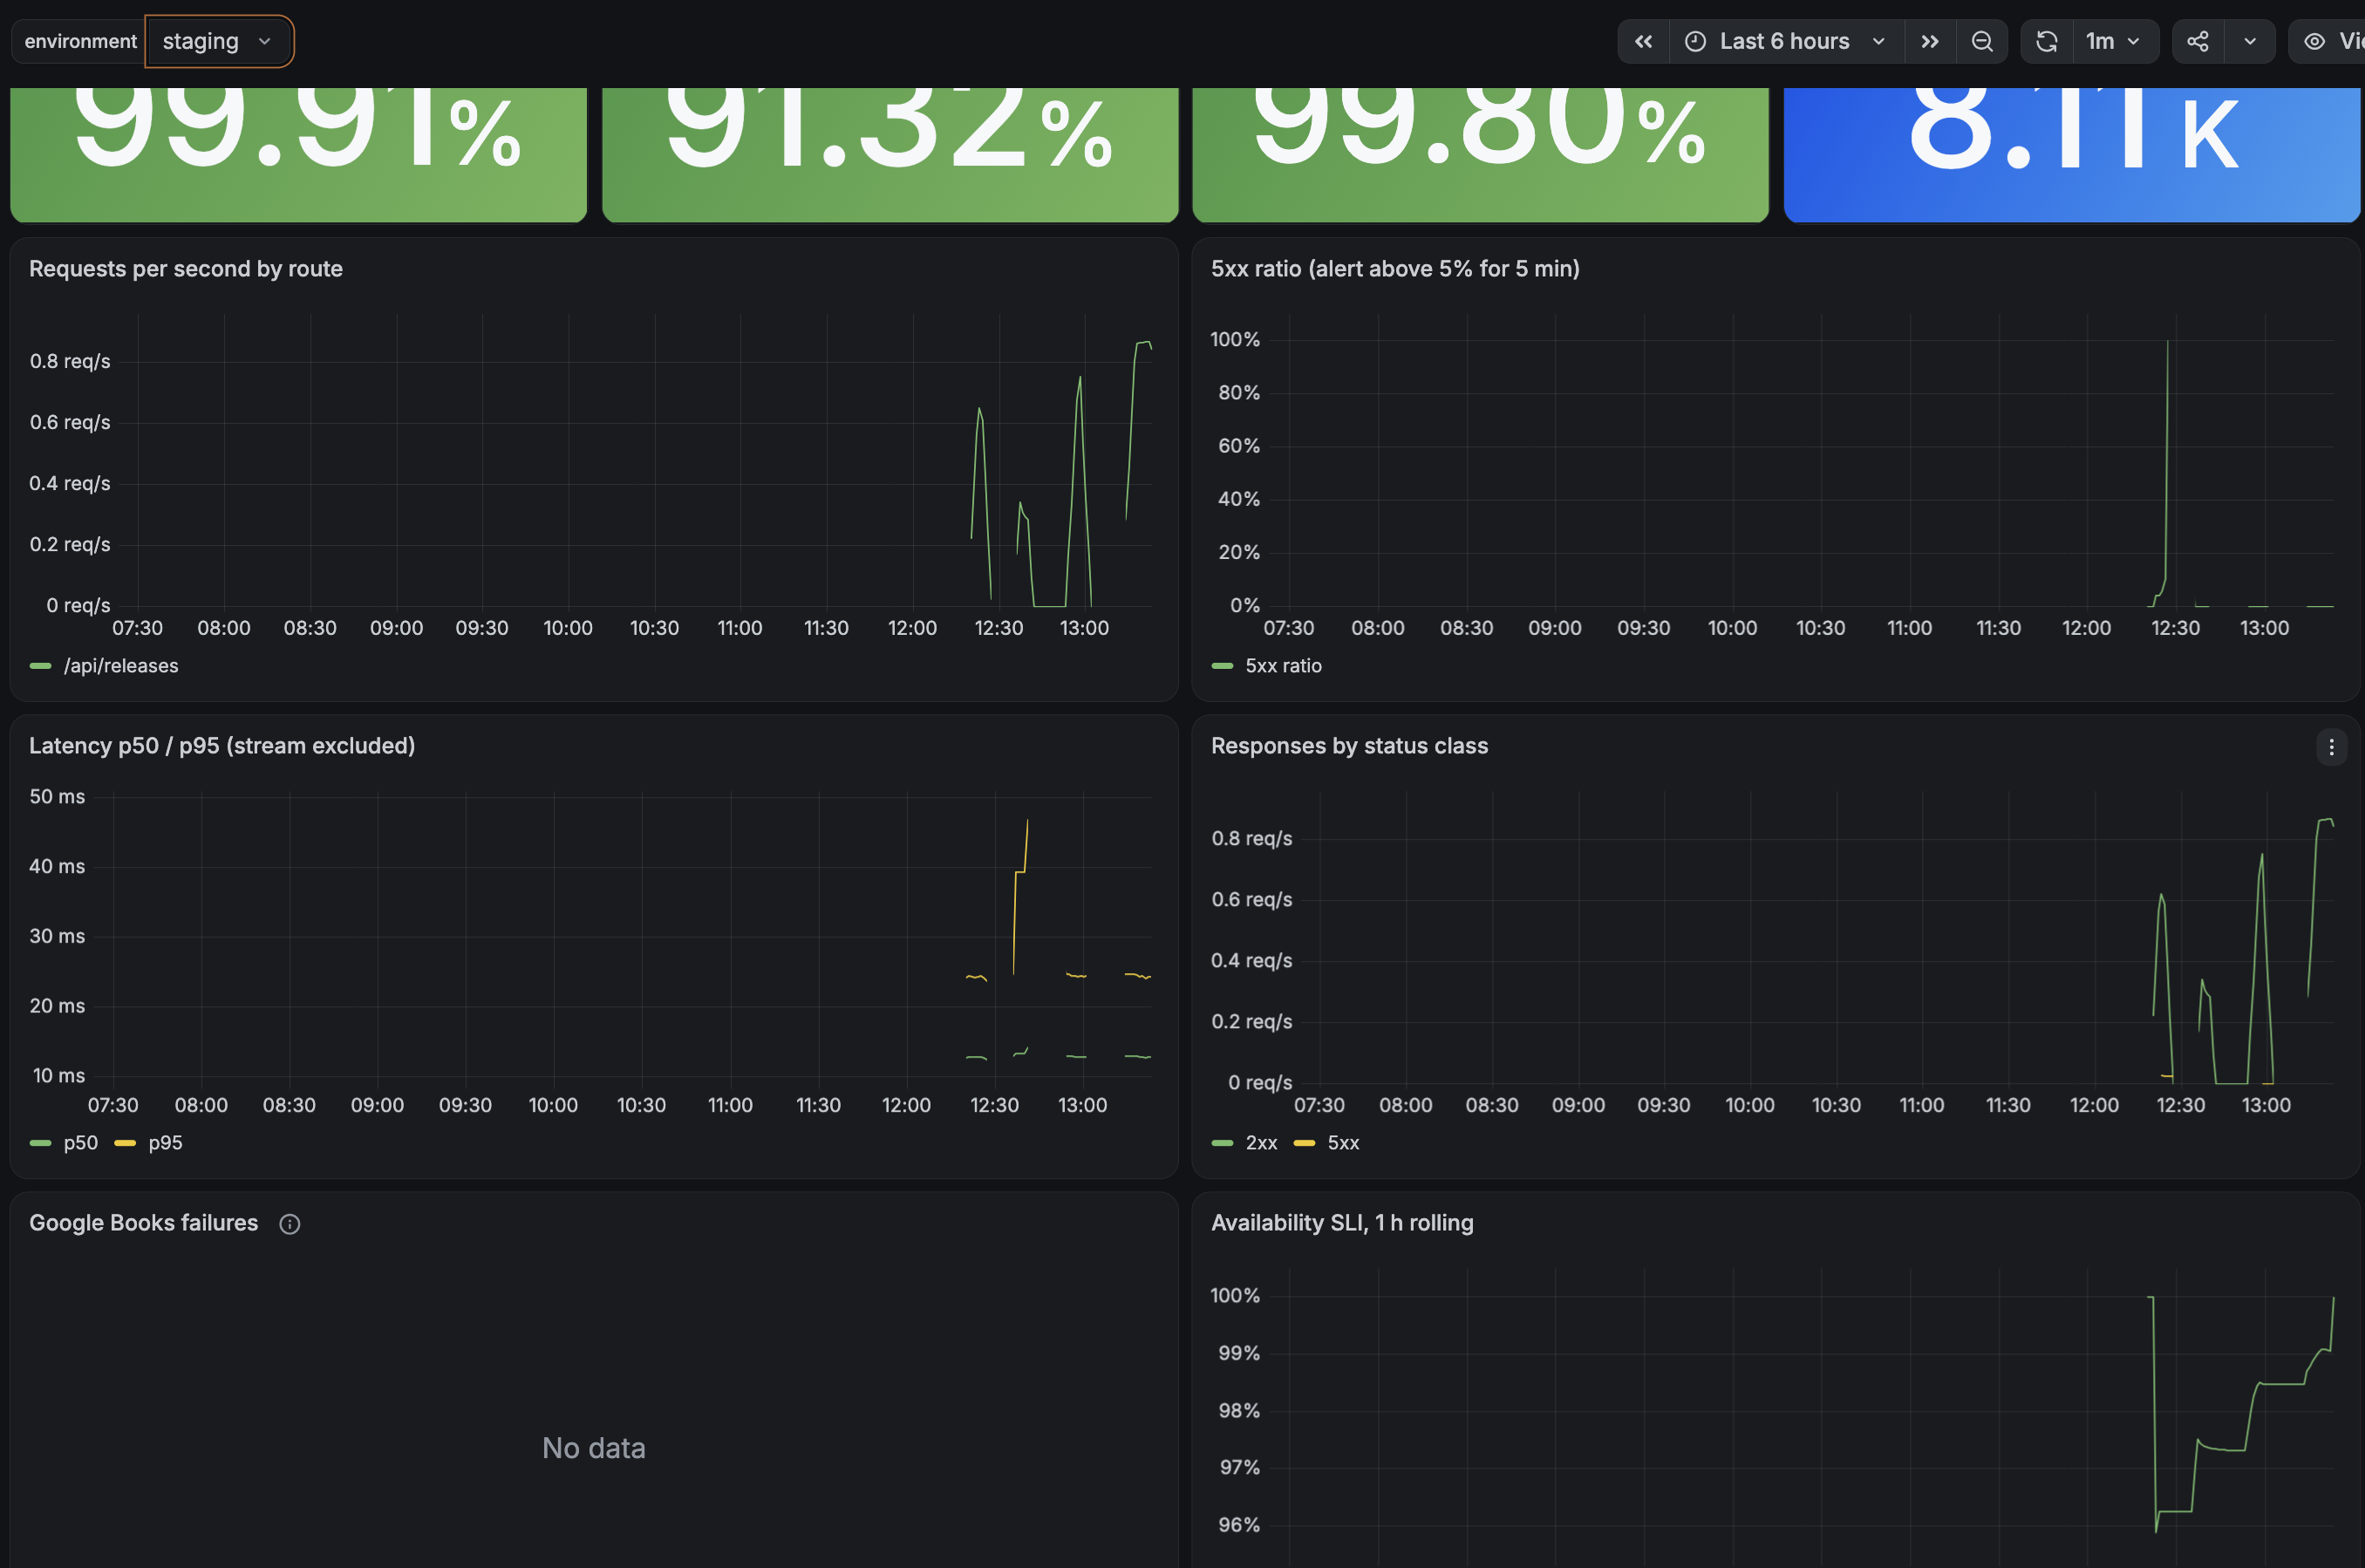 environment staging Last 6 hours 1m
99.91% 91.32% 99.80% 8.11 K
Requests per second by route
0.8 req/s
0.6 req/s
0.4 req/s
0.2 req/s
0 req/s
07:30 08:00 08:30 09:00 09:30 10:00 10:30 11:00 11:30 12:00 12:30 13:00
/api/releases
5xx ratio (alert above 5% for 5 min)
100%
80%
60%
40%
20%
0%
07:30 08:00 08:30 09:00 09:30 10:00 10:30 11:00 11:30 12:00 12:30 13:00
5xx ratio
Latency p50 / p95 (stream excluded)
50 ms
40 ms
30 ms
20 ms
10 ms
07:30 08:00 08:30 09:00 09:30 10:00 10:30 11:00 11:30 12:00 12:30 13:00
p50 p95
Responses by status class
0.8 req/s
0.6 req/s
0.4 req/s
0.2 req/s
0 req/s
07:30 08:00 08:30 09:00 09:30 10:00 10:30 11:00 11:30 12:00 12:30 13:00
2xx 5xx
Google Books failures
No data
Availability SLI, 1 h rolling
100%
99%
98%
97%
96%